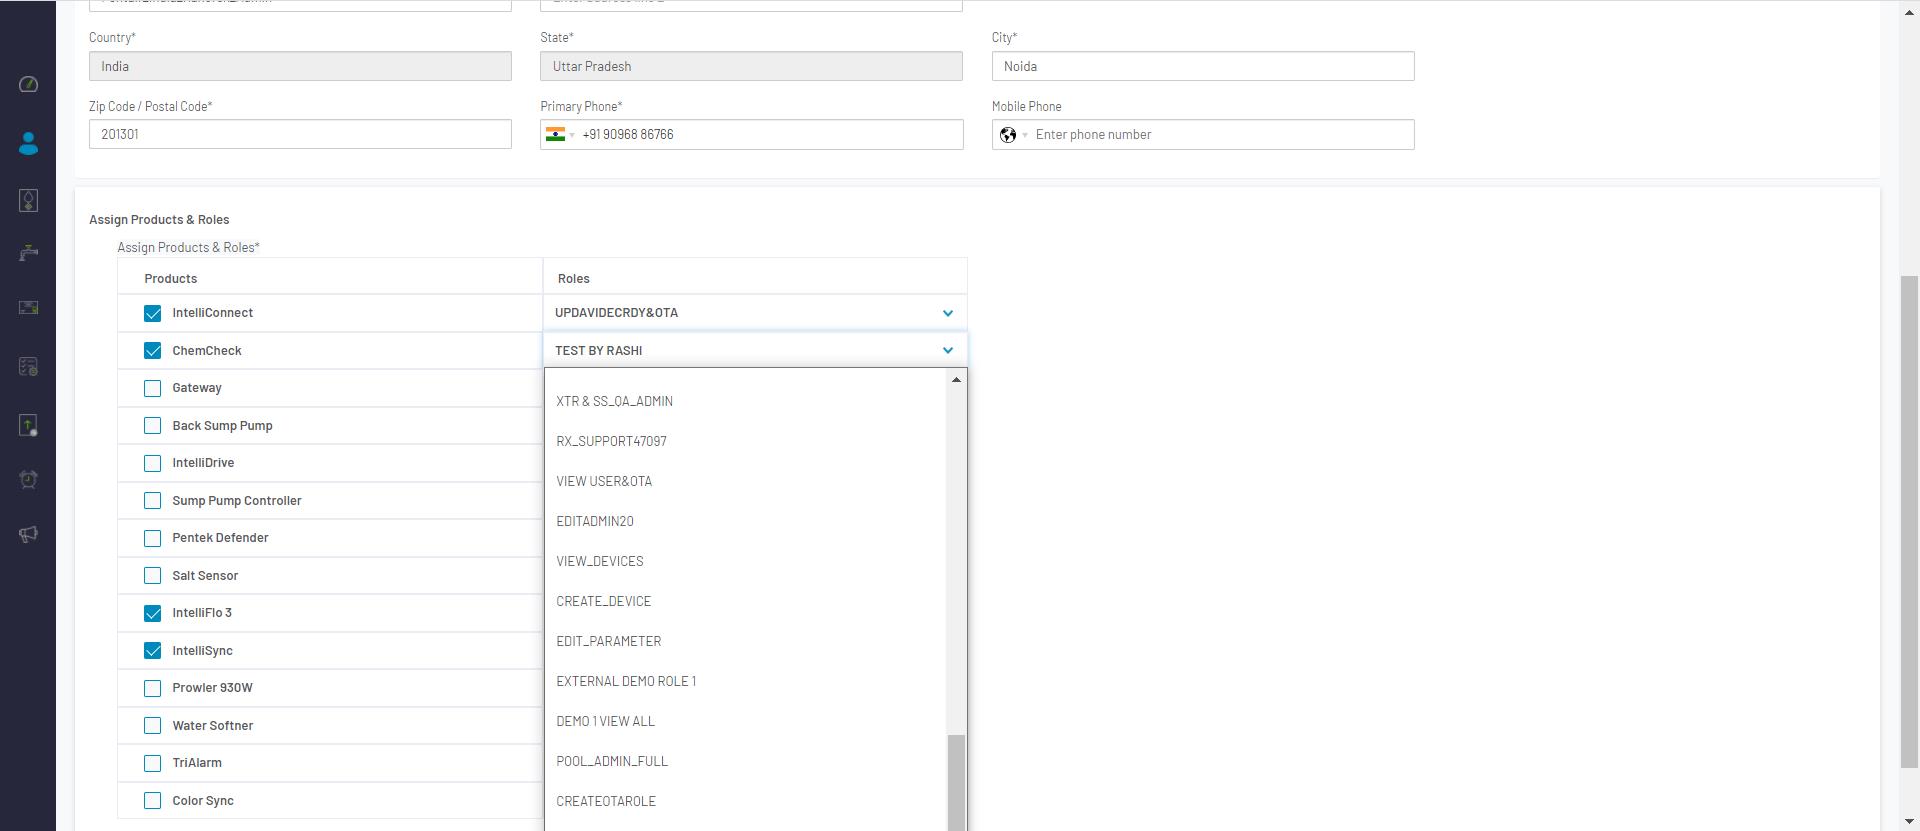 Country*
State*
City*
India
Uttar Pradesh
Noida
Zip Code / Postal Code*
Primary Phone*
Mobile Phone
201301
+91 90968 86766
Enter phone number
Assign Products & Roles
Assign Products & Roles*
Products
Roles
IntelliConnect
UPDAVIDECRDY&OTA
ChemCheck
TEST BY RASHI
Gateway
Back Sump Pump
IntelliDrive
Sump Pump Controller
Pentek Defender
Salt Sensor
IntelliFlo 3
IntelliSync
Prowler 930W
Water Softner
TriAlarm
Color Sync
XTR & SS_QA_ADMIN
RX_SUPPORT47097
VIEW USER&OTA
EDITADMIN20
VIEW_DEVICES
CREATE_DEVICE
EDIT_PARAMETER
EXTERNAL DEMO ROLE 1
DEMO 1 VIEW ALL
POOL_ADMIN_FULL
CREATEOTAROLE